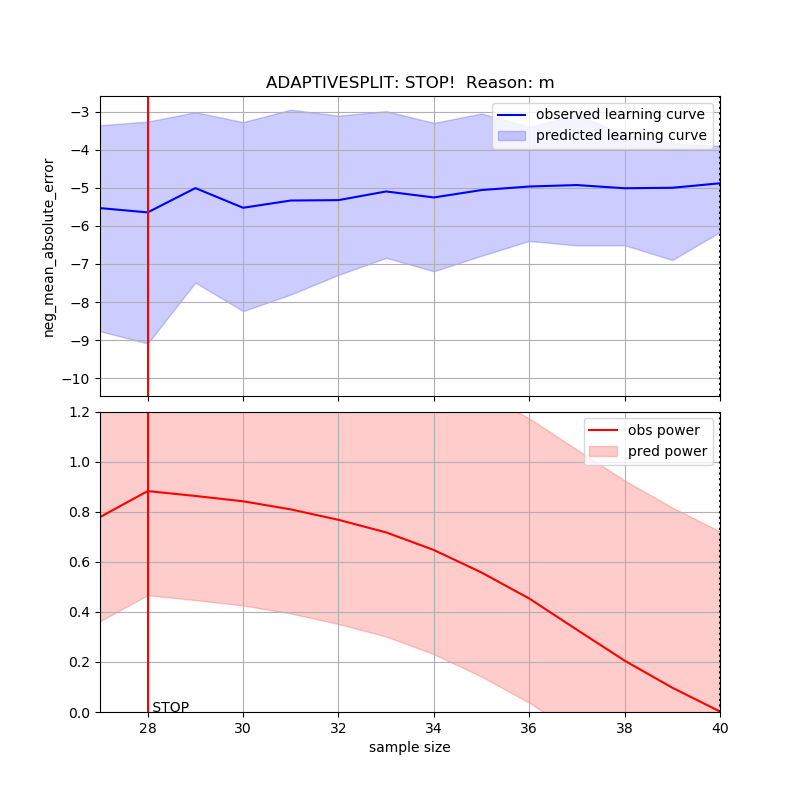 ADAPTIVESPLIT: STOP!  Reason: m
−3
−4
−5
−6
−7
−8
−9
−10
neg_mean_absolute_error
observed learning curve
predicted learning curve
1.2
1.0
0.8
0.6
0.4
0.2
0.0
obs power
pred power
STOP
28
30
32
34
36
38
40
sample size